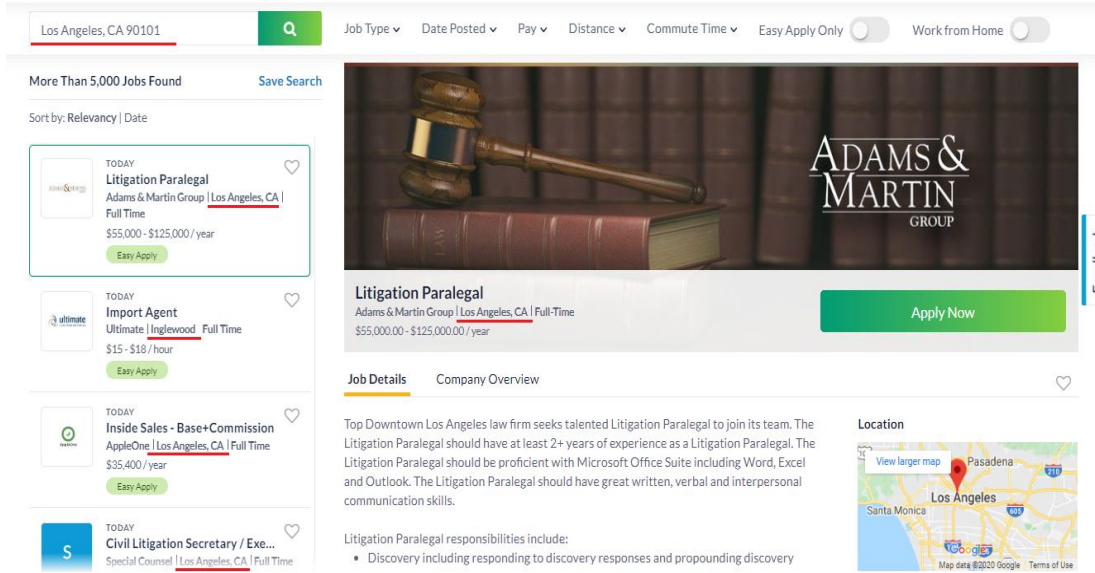 Los Angeles, CA 90101
Job Type Date Posted Pay Distance Commute Time Easy Apply Only Work from Home
More Than 5,000 Jobs Found Save Search
Sort by: Relevancy | Date
TODAY
Litigation Paralegal
Adams & Martin Group | Los Angeles, CA |
Full Time
$55,000 - $125,000 / year
Easy Apply
ultimate
TODAY
Import Agent
Ultimate | Inglewood Full Time
$15 - $18 / hour
Easy Apply
TODAY
Inside Sales - Base+Commission
AppleOne | Los Angeles, CA | Full Time
$35,400 / year
Easy Apply
S
TODAY
Civil Litigation Secretary / Exe...
Special Counsel | Los Angeles, CA | Full Time
ADAMS &
MARTIN
GROUP
LAW
Litigation Paralegal
Adams & Martin Group | Los Angeles, CA | Full-Time
$55,000.00 - $125,000.00 / year
Apply Now
Job Details Company Overview
Top Downtown Los Angeles law firm seeks talented Litigation Paralegal to join its team. The
Litigation Paralegal should have at least 2+ years of experience as a Litigation Paralegal. The
Litigation Paralegal should be proficient with Microsoft Office Suite including Word, Excel
and Outlook. The Litigation Paralegal should have great written, verbal and interpersonal
communication skills.
Litigation Paralegal responsibilities include:
• Discovery including responding to discovery responses and propounding discovery
Location
View larger map
Pasadena
210
Los Angeles
Santa Monica
605
Google
Map data ©2020 Google Terms of Use